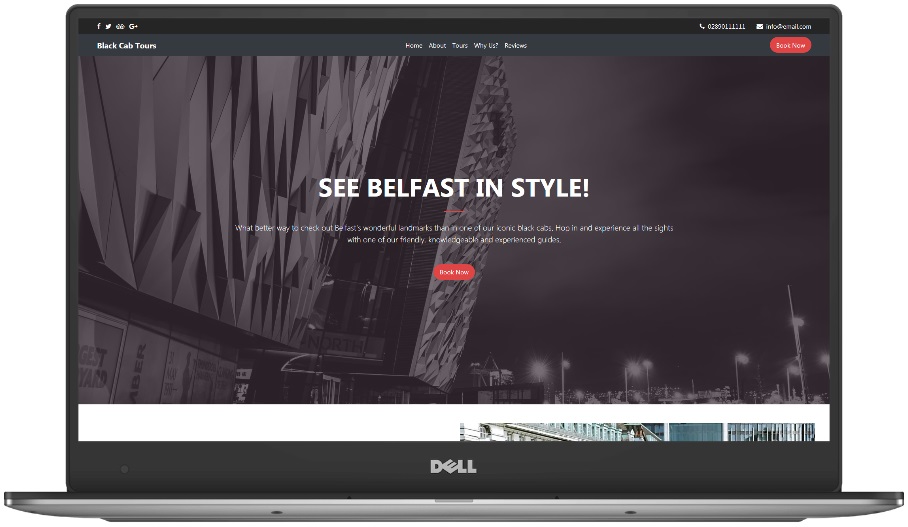 02890111111
info@email.com
Black Cab Tours
Home About Tours Why Us? Reviews
Book Now
SEE BELFAST IN STYLE!
What better way to check out Belfast's wonderful landmarks than in one of our iconic black cabs. Hop in and experience all the sights
with one of our friendly, knowledgeable and experienced guides.
Book Now
NORTH
DELL